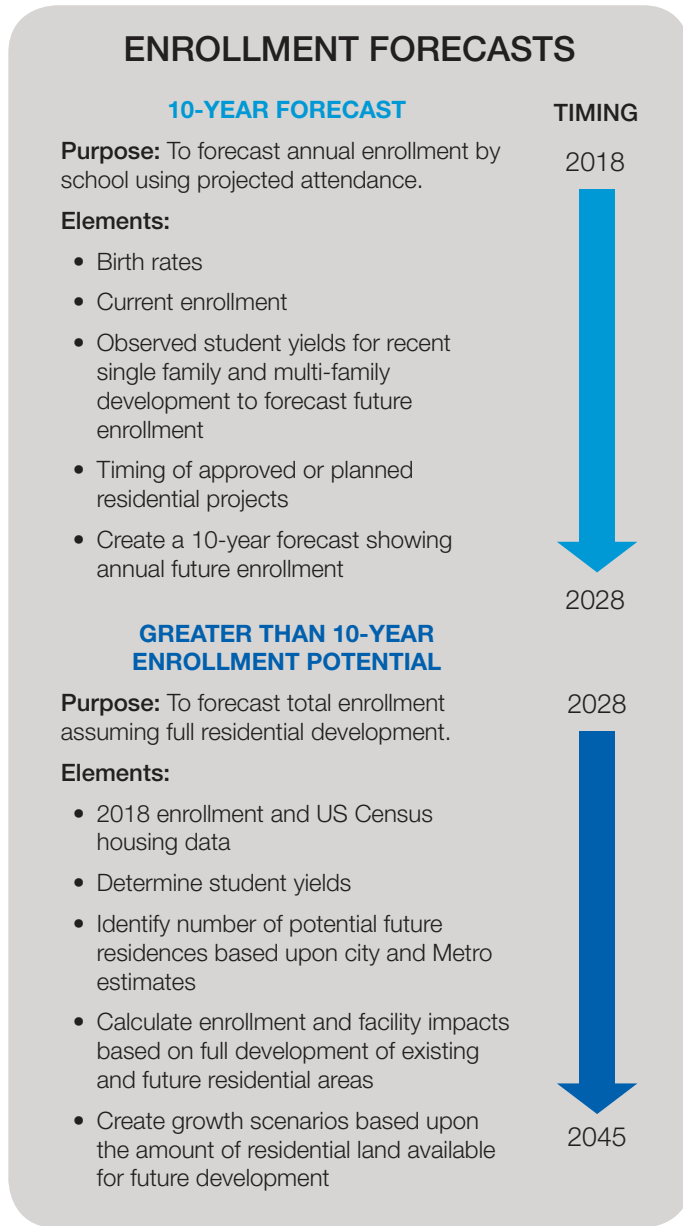 ENROLLMENT FORECASTS
10-YEAR FORECAST
TIMING
Purpose: To forecast annual enrollment by
school using projected attendance.
2018
Elements:
• Birth rates
• Current enrollment
• Observed student yields for recent
single family and multi-family
development to forecast future
enrollment
• Timing of approved or planned
residential projects
• Create a 10-year forecast showing
annual future enrollment
2028
GREATER THAN 10-YEAR
ENROLLMENT POTENTIAL
Purpose: To forecast total enrollment
assuming full residential development.
2028
Elements:
• 2018 enrollment and US Census
housing data
• Determine student yields
• Identify number of potential future
residences based upon city and Metro
estimates
• Calculate enrollment and facility impacts
based on full development of existing
and future residential areas
• Create growth scenarios based upon
the amount of residential land available
for future development
2045